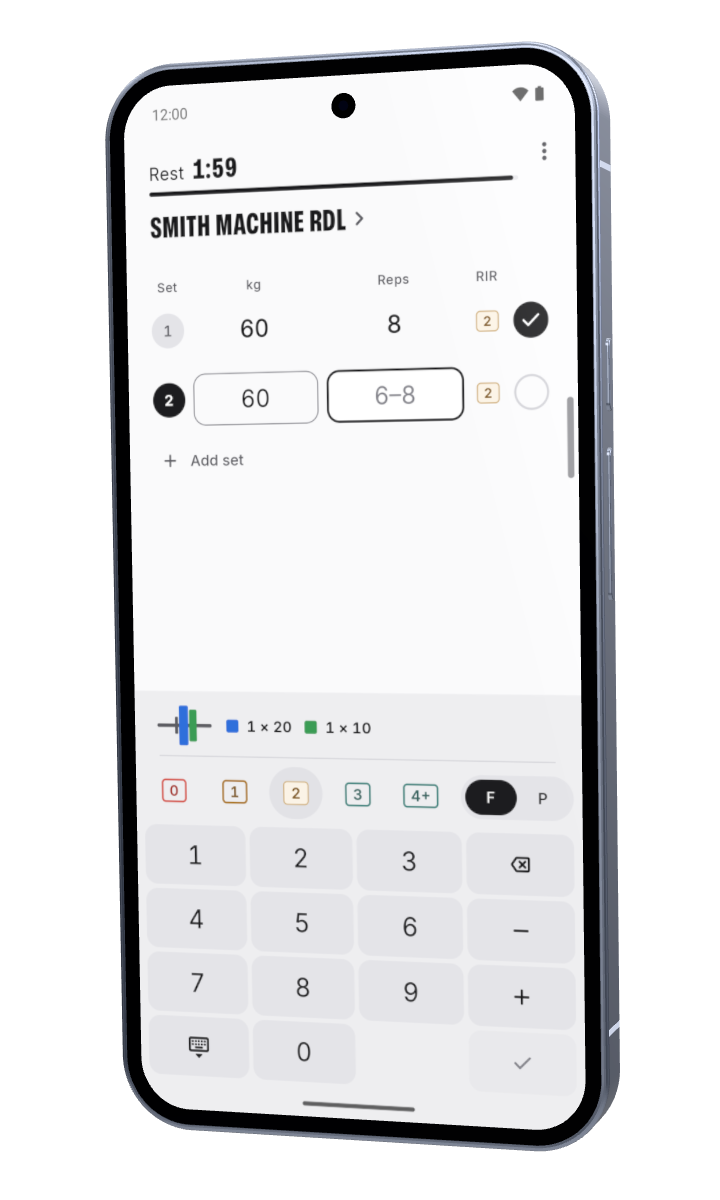 12:00
Rest 1:59
SMITH MACHINE RDL
Set kg Reps RIR
1 60 8 2
2 60 6–8 2
+ Add set
1 × 20 1 × 10
0 1 2 3 4+ F P
1 2 3
4 5 6 −
7 8 9 +
0